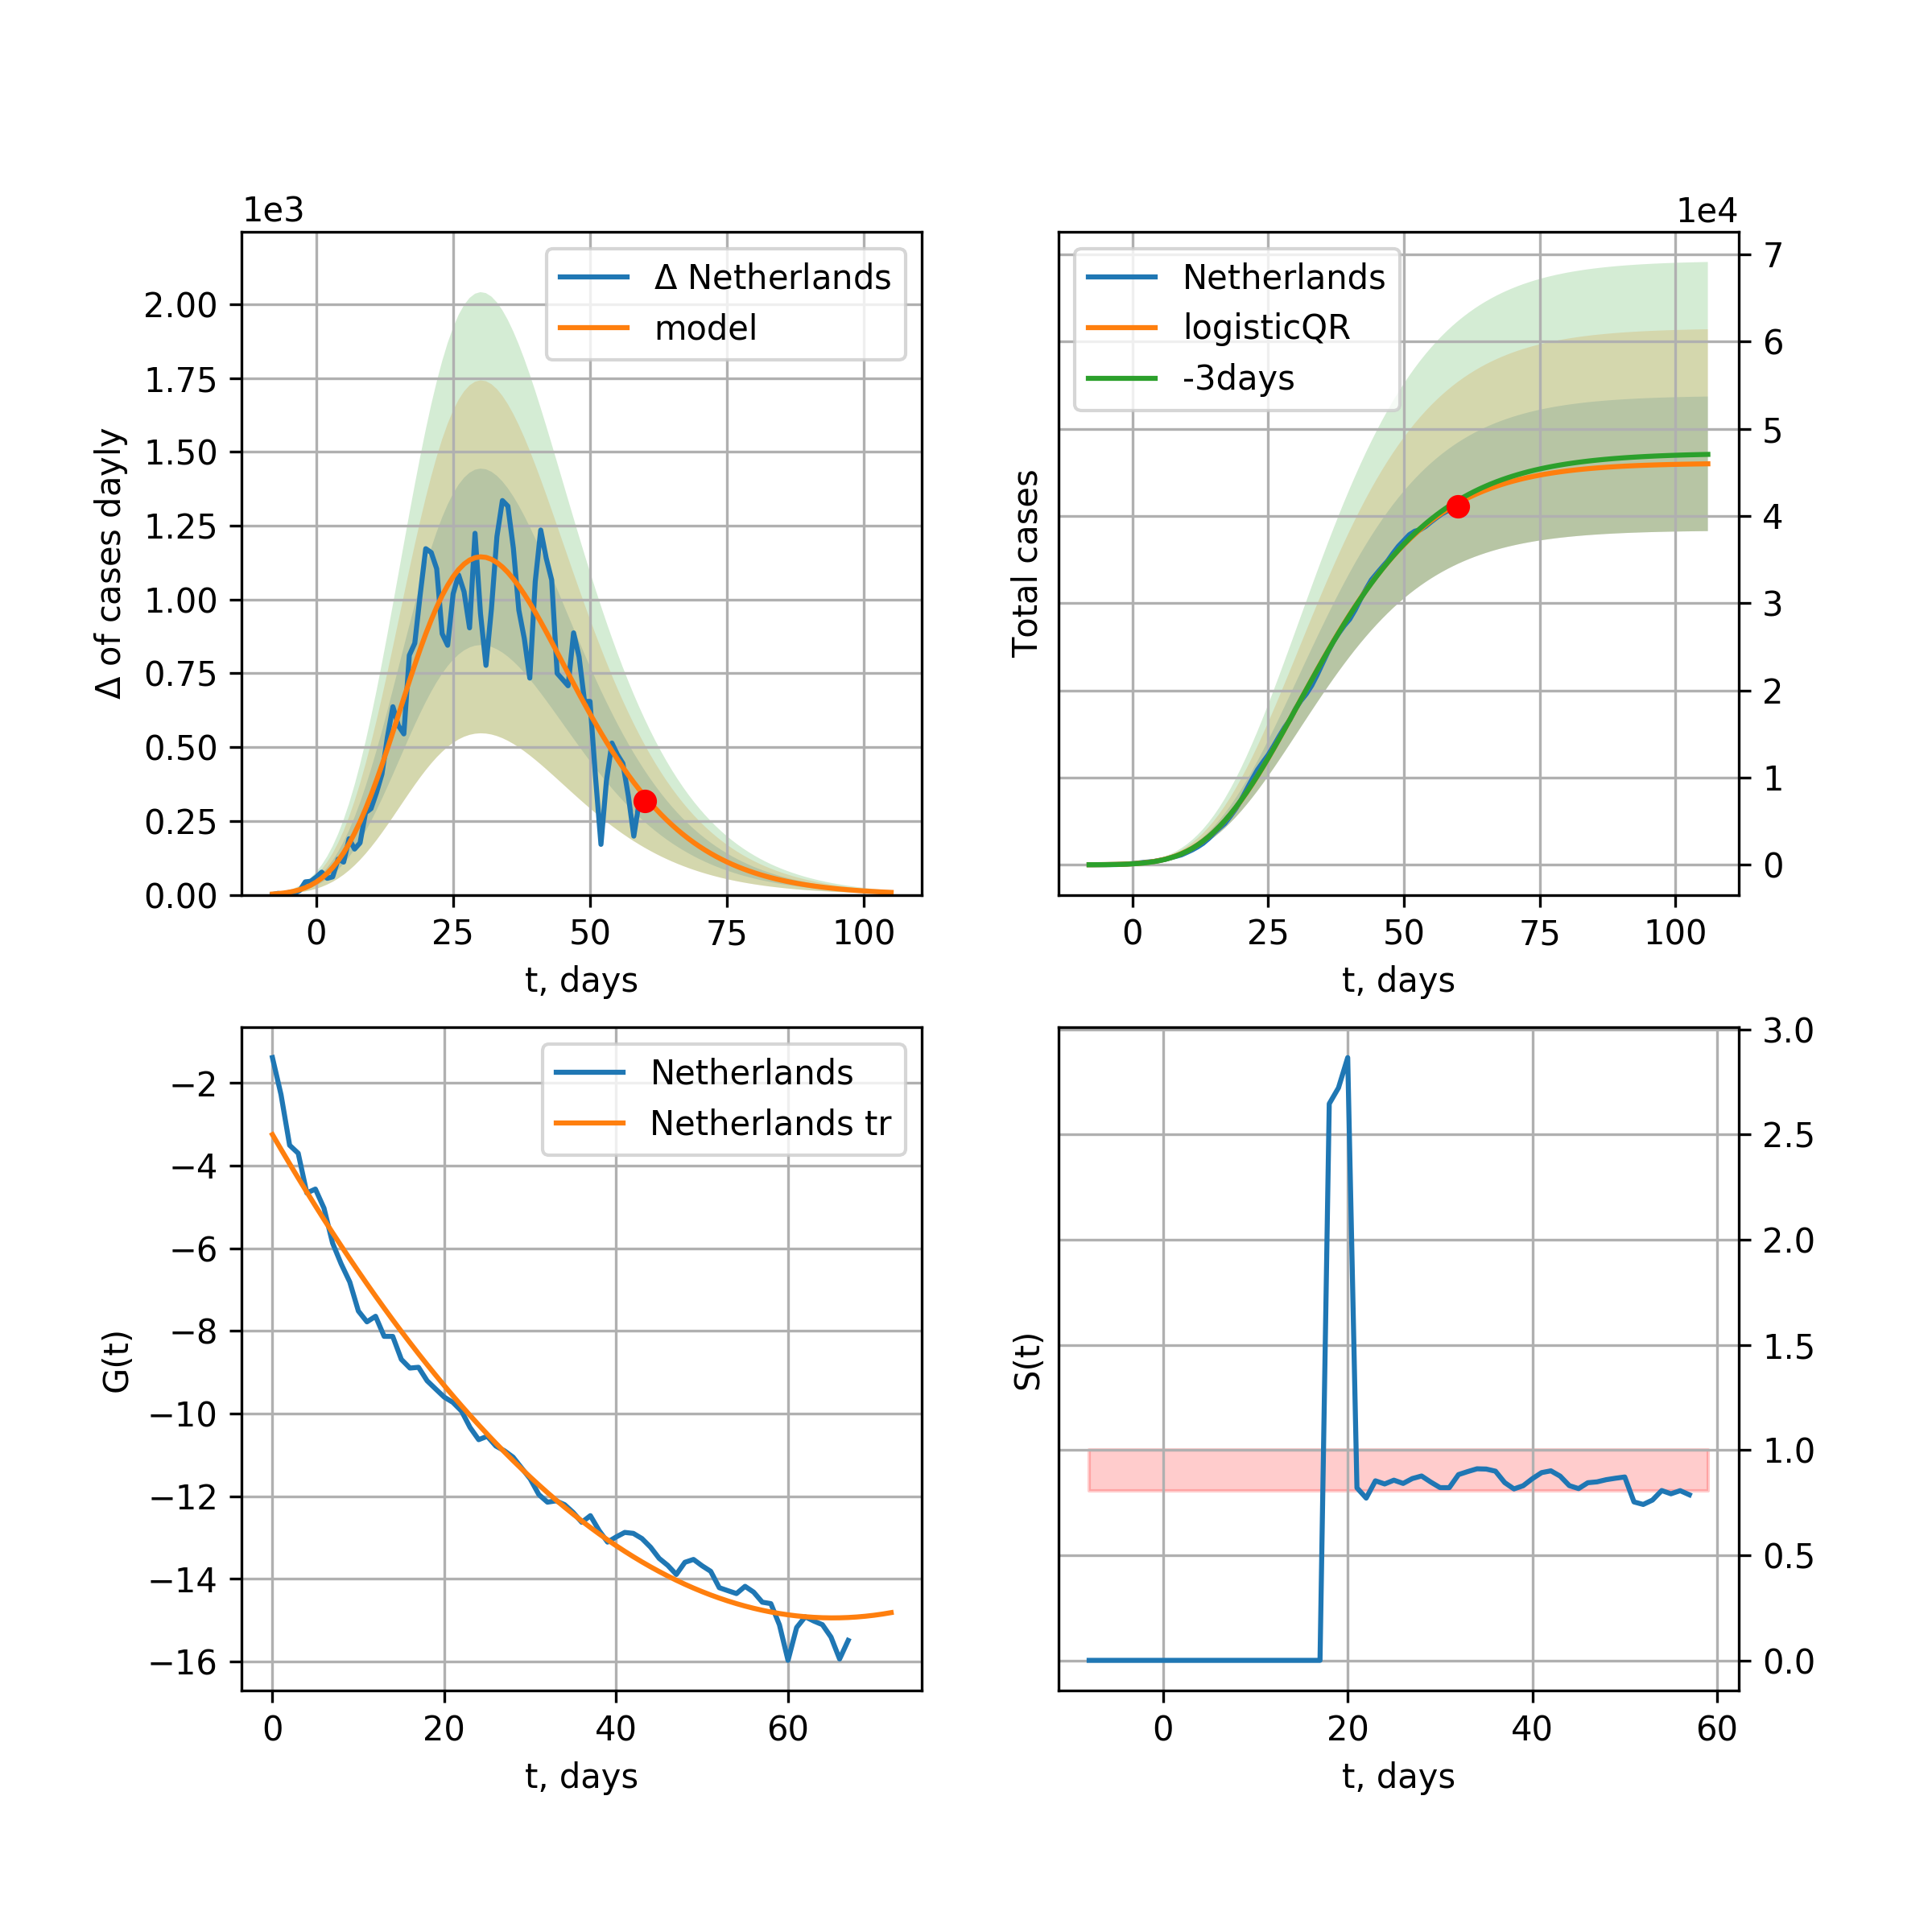 1e3
Δ of cases dayly
2.00
1.75
1.50
1.25
1.00
0.75
0.50
0.25
0.00
Δ Netherlands
model
0 25 50 75 100
t, days
1e4
Total cases
Netherlands
logisticQR
-3days
7
6
5
4
3
2
1
0
0 25 50 75 100
t, days
G(t)
−2
−4
−6
−8
−10
−12
−14
−16
Netherlands
Netherlands tr
0 20 40 60
t, days
S(t)
3.0
2.5
2.0
1.5
1.0
0.5
0.0
0 20 40 60
t, days